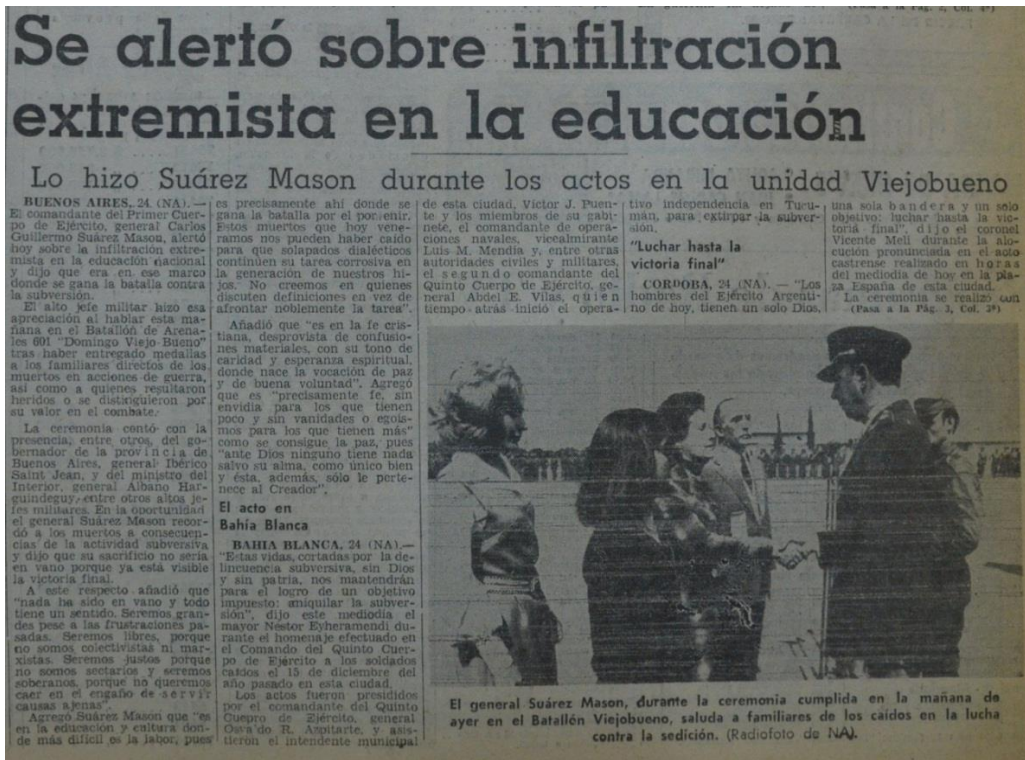 Se alertó sobre infiltración
extremista en la educación
Lo hizo Suárez Mason durante los actos en la unidad Viejobueno
BUENOS AIRES, 24 (NA).—
El comandante del Primer Cuer-
po de Ejército, general Carlos
Guillermo Suárez Mason, alertó
hoy sobre la infiltración extre-
mista en la educación nacional
y dijo que era en ese marco
donde se gana la batalla contra
la subversión.
El alto jefe militar hizo esa
apreciación al hablar esta ma-
ñana en el Batallón de Arena-
les 601 "Domingo Viejo Bueno"
tras haber entregado medallas
a los familiares directos de los
muertos en acciones de guerra,
así como a quienes resultaron
heridos o se distinguieron por
su valor en el combate.
La ceremonia contó con la
presencia, entre otros, del go-
bernador de la provincia de
Buenos Aires, general Ibérico
Saint Jean, y del ministro del
Interior, general Albano Har-
guindeguy, entre otros altos je-
fes militares. En la oportunidad
el general Suárez Mason recor-
dó a los muertos a consecuen-
cias de la actividad subversiva
y dijo que su sacrificio no sería
en vano porque ya está visible
la victoria final.
A este respecto añadió que
"nada ha sido en vano y todo
tiene un sentido. Seremos gran-
des pese a las frustraciones pa-
sadas. Seremos libres, porque
no somos colectivistas ni mar-
xistas. Seremos justos porque
no somos sectarios y seremos
soberanos, porque no queremos
caer en el engaño de servir
causas ajenas".
Agregó Suárez Mason que "es
en la educación y cultura don-
de más difícil es la labor, pues
es precisamente ahí donde se
gana la batalla por el porvenir.
Estos muertos que hoy vene-
ramos nos pueden haber caído
para que solapados dialécticos
continúen su tarea corrosiva en
la generación de nuestros hi-
jos. No creemos en quienes
discuten definiciones en vez de
afrontar noblemente la tarea".
Añadió que "es en la fe cris-
tiana, desprovista de confusio-
nes materiales, con su tono de
caridad y esperanza espiritual,
donde nace la vocación de paz
y de buena voluntad". Agregó
que es "precisamente fe, sin
envidia para los que tienen
poco y sin vanidades o egoís-
mos para los que tienen más"
como se consigue la paz, pues
"ante Dios ninguno tiene nada
salvo su alma, como único bien
y ésta, además, sólo le perte-
nece al Creador".
El acto en
Bahía Blanca
BAHIA BLANCA, 24 (NA).—
"Estas vidas, cortadas por la de-
lincuencia subversiva, sin Dios
y sin patria, nos mantendrán
para el logro de un objetivo
impuesto: aniquilar la subver-
sión", dijo este mediodía el
mayor Néstor Eyheramendi du-
rante el homenaje efectuado en
el Comando del Quinto Cuer-
po de Ejército a los soldados
caídos el 15 de diciembre del
año pasado en esta ciudad.
Los actos fueron presididos
por el comandante del Quinto
Cuepro de Ejército, general
Osvaldo R. Azpitarte, y asis-
tieron el intendente municipal
de esta ciudad, Víctor J. Puen-
te y los miembros de su gabi-
nete, el comandante de opera-
ciones navales, vicealmirante
Luis M. Mendía y, entre otras
autoridades civiles y militares,
el segundo comandante del
Quinto Cuerpo de Ejército, ge-
neral Abdel E. Vilas, quien
tiempo atrás inició el opera-
tivo independencia en Tucu-
mán, para extirpar la subver-
sión.
"Luchar hasta la
victoria final"
CORDOBA, 24 (NA). — "Los
hombres del Ejército Argenti-
no de hoy, tienen un solo Dios,
una sola bandera y un solo
objetivo: luchar hasta la vic-
toria final", dijo el coronel
Vicente Meli durante la alo-
cución pronunciada en el acto
castrense realizado en horas
del mediodía de hoy en la pla-
za España de esta ciudad.
La ceremonia se realizó con
(Pasa a la Pág. 3, Col. 3ª)
El general Suárez Mason, durante la ceremonia cumplida en la mañana de
ayer en el Batallón Viejobueno, saluda a familiares de los caídos en la lucha
contra la sedición. (Radiofoto de NA).